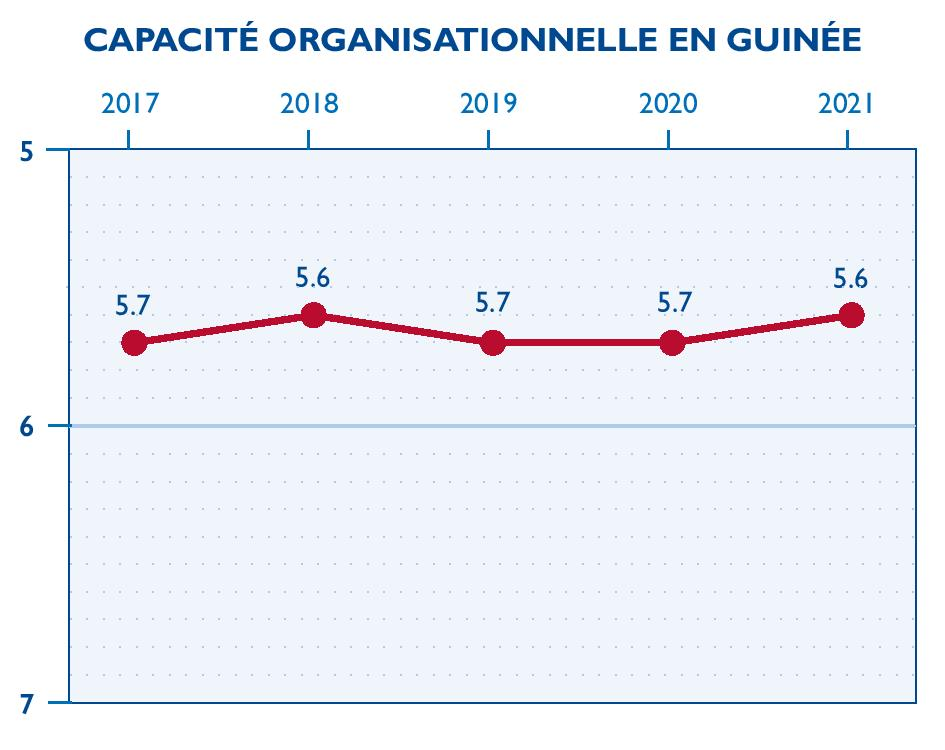 CAPACITÉ ORGANISATIONNELLE EN GUINÉE
2017 2018 2019 2020 2021
5
5.7 5.6 5.7 5.7 5.6
6
7